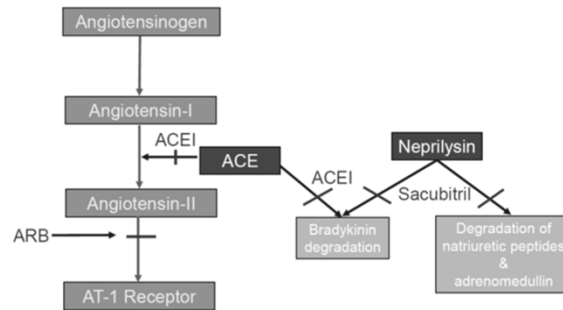 Angiotensinogen
Angiotensin-I
ACEI
ACE
Neprilysin
ACEI
Sacubitril
Angiotensin-II
ARB
Bradykinin
degradation
Degradation of
natriuretic peptides
&
adrenomedullin
AT-1 Receptor